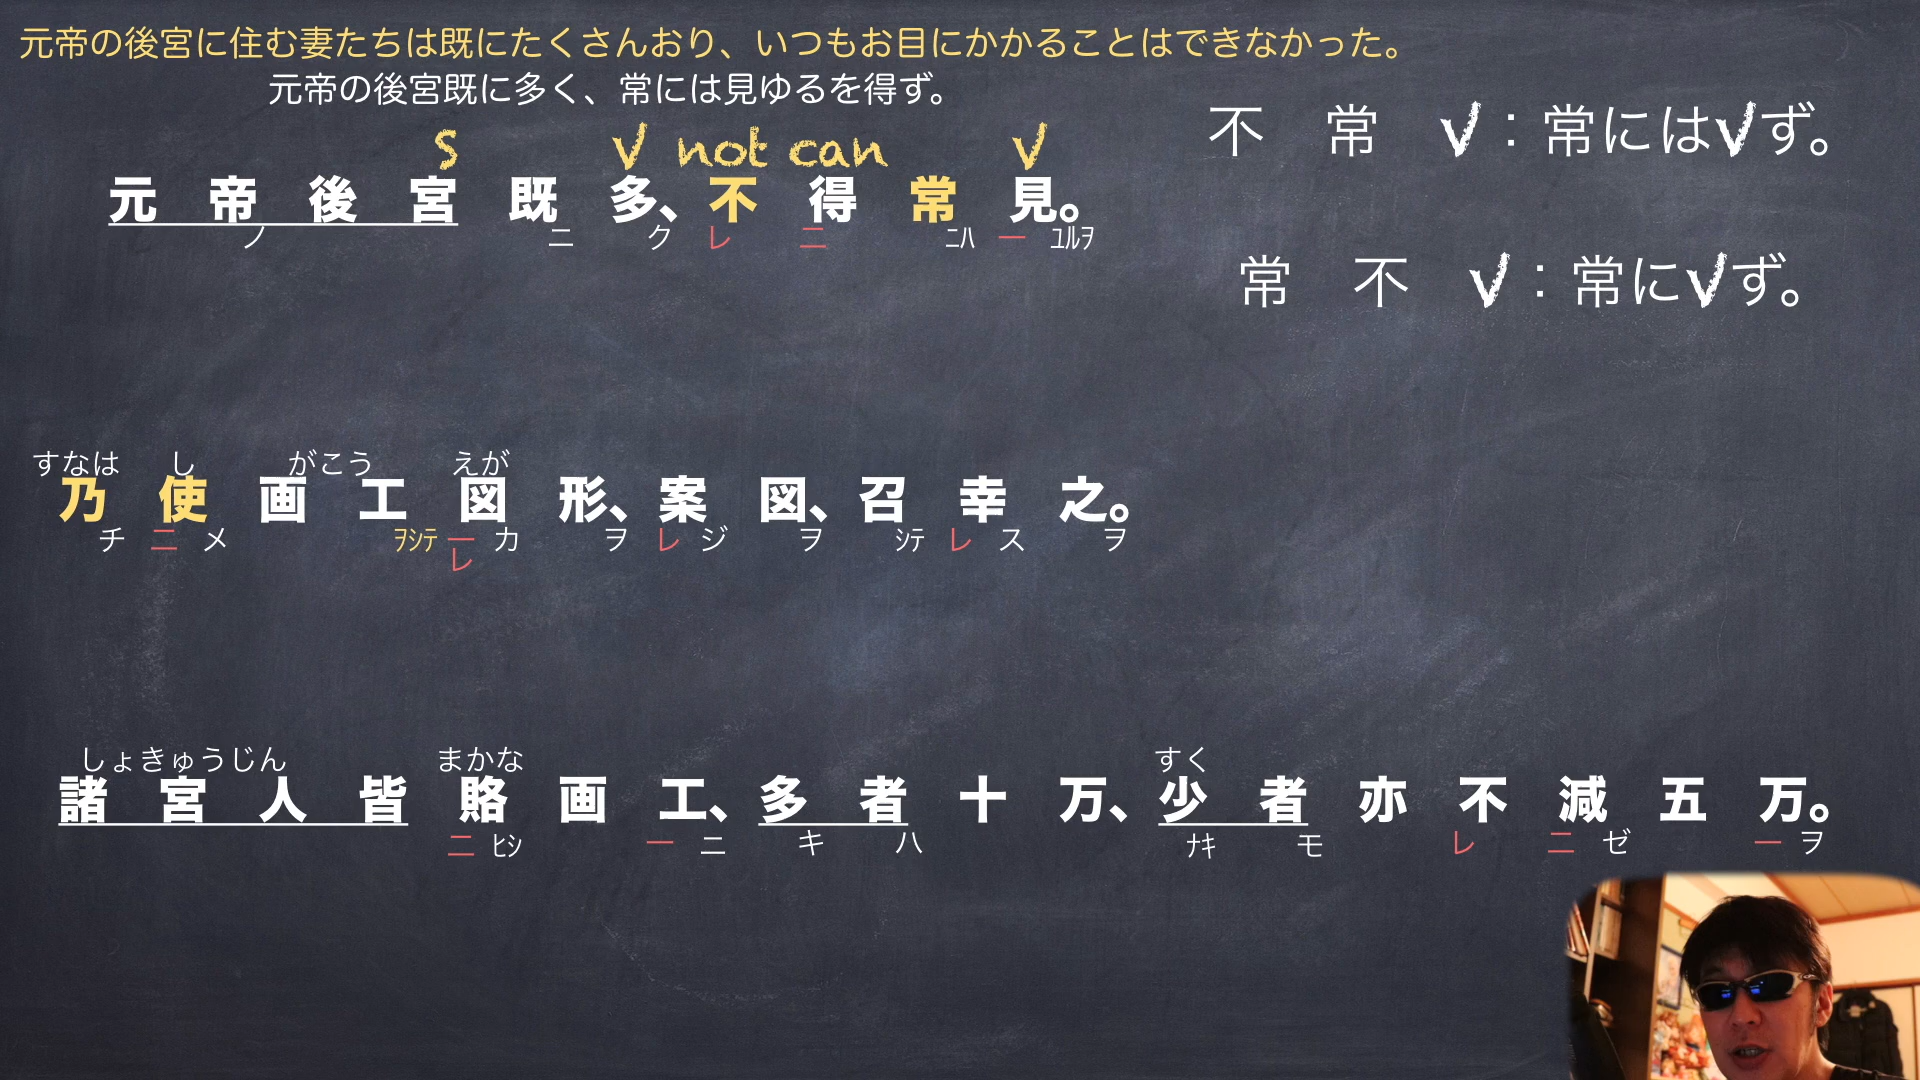 元帝の後宮に住む妻たちは既にたくさんおり、いつもお目にかかることはできなかった。
元帝の後宮既に多く、常には見ゆるを得ず。
S V not can V
元帝後宮既多、不得常見。
ノ ニ ク レ 二 ニハ 一 ユルヲ
不 常 V：常にはVず。
常 不 V：常にVず。
すなは し がこう えが
乃使画工図形、案図、召幸之。
チ 二 メ ヲシテ 一レ カ ヲ レ ジ ヲ シテ レ ス ヲ
しょきゅうじん まかな すく
諸宮人皆賂画工、多者十万、少者亦不減五万。
二 ヒシ 一 ニ キ ハ ナキ モ レ 二 ゼ 一 ヲ